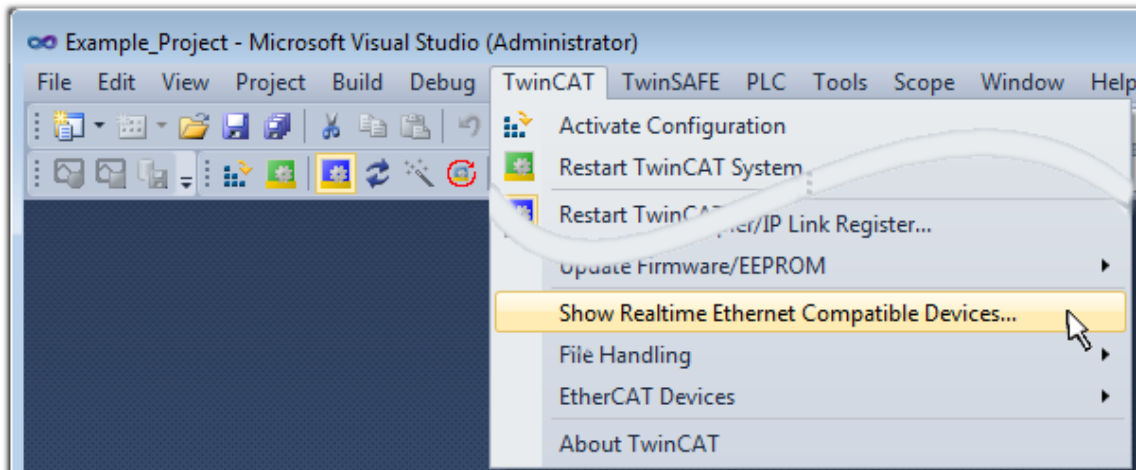 Example_Project - Microsoft Visual Studio (Administrator)
File Edit View Project Build Debug TwinCAT TwinSAFE PLC Tools Scope Window Help
Activate Configuration
Restart TwinCAT System
Restart TwinCAT /IP Link Register...
Update Firmware/EEPROM
Show Realtime Ethernet Compatible Devices...
File Handling
EtherCAT Devices
About TwinCAT